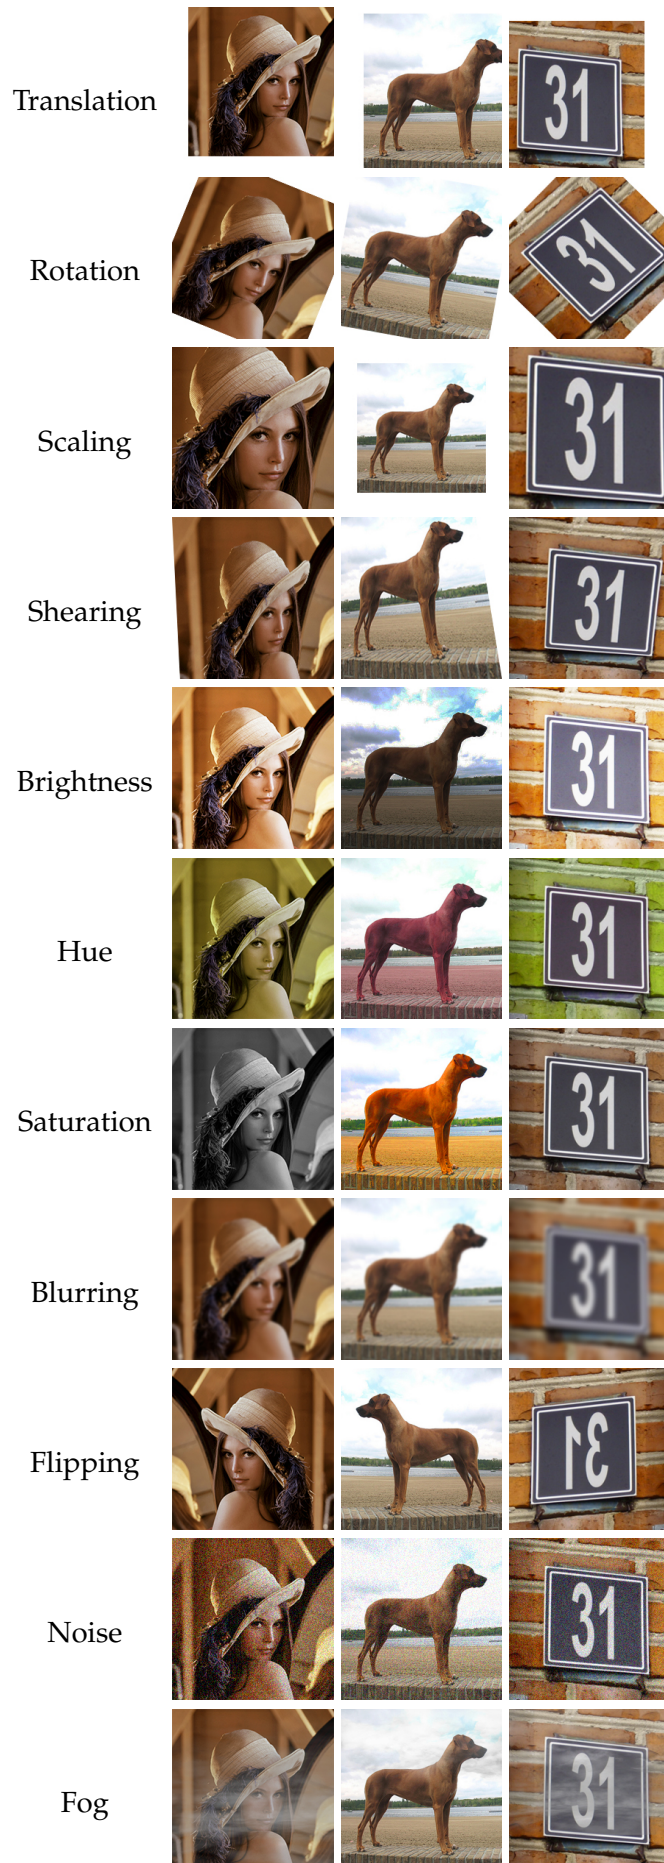 Translation
31
Rotation
31
Scaling
31
Shearing
31
Brightness
31
Hue
31
Saturation
31
Blurring
31
Flipping
31
Noise
31
Fog
31